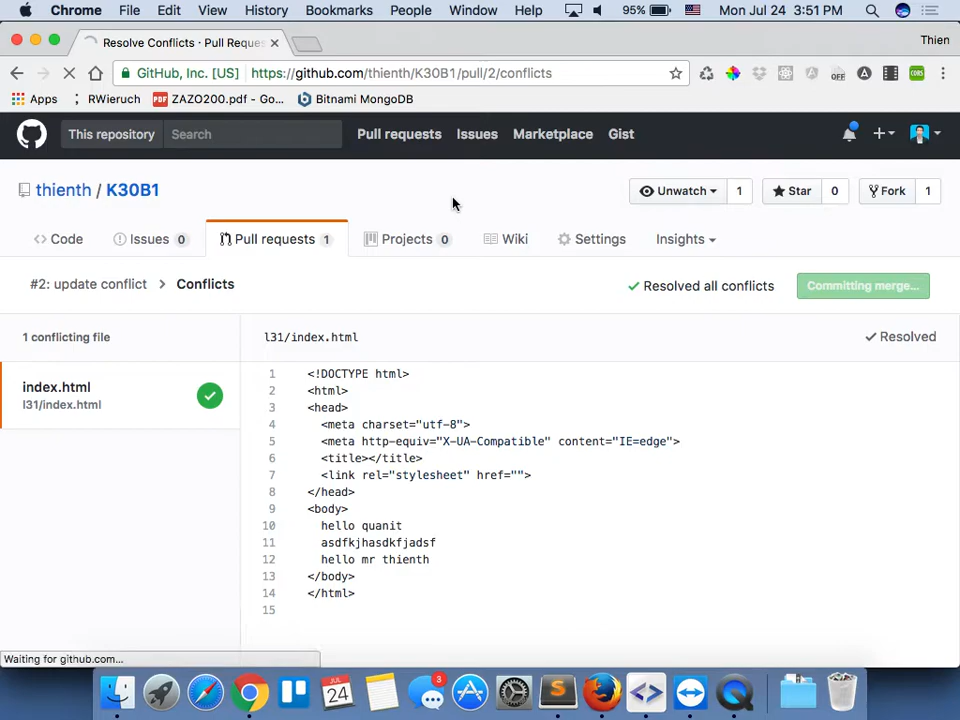 Chrome File Edit View History Bookmarks People Window Help 95% Mon Jul 24 3:51 PM
Resolve Conflicts · Pull Reques Thien
GitHub, Inc. [US] https://github.com/thienth/K30B1/pull/2/conflicts
Apps RWieruch ZAZO200.pdf - Go... Bitnami MongoDB
This repository Search Pull requests Issues Marketplace Gist
thienth / K30B1 Unwatch 1 Star 0 Fork 1
Code Issues 0 Pull requests 1 Projects 0 Wiki Settings Insights
#2: update conflict Conflicts Resolved all conflicts Committing merge...
1 conflicting file l31/index.html Resolved
index.html
l31/index.html
1 <!DOCTYPE html>
2 <html>
3 <head>
4 <meta charset="utf-8">
5 <meta http-equiv="X-UA-Compatible" content="IE=edge">
6 <title></title>
7 <link rel="stylesheet" href="">
8 </head>
9 <body>
10 hello quanit
11 asdfkjhasdkfjadsf
12 hello mr thienth
13 </body>
14 </html>
15
Waiting for github.com...
JUL
24
3